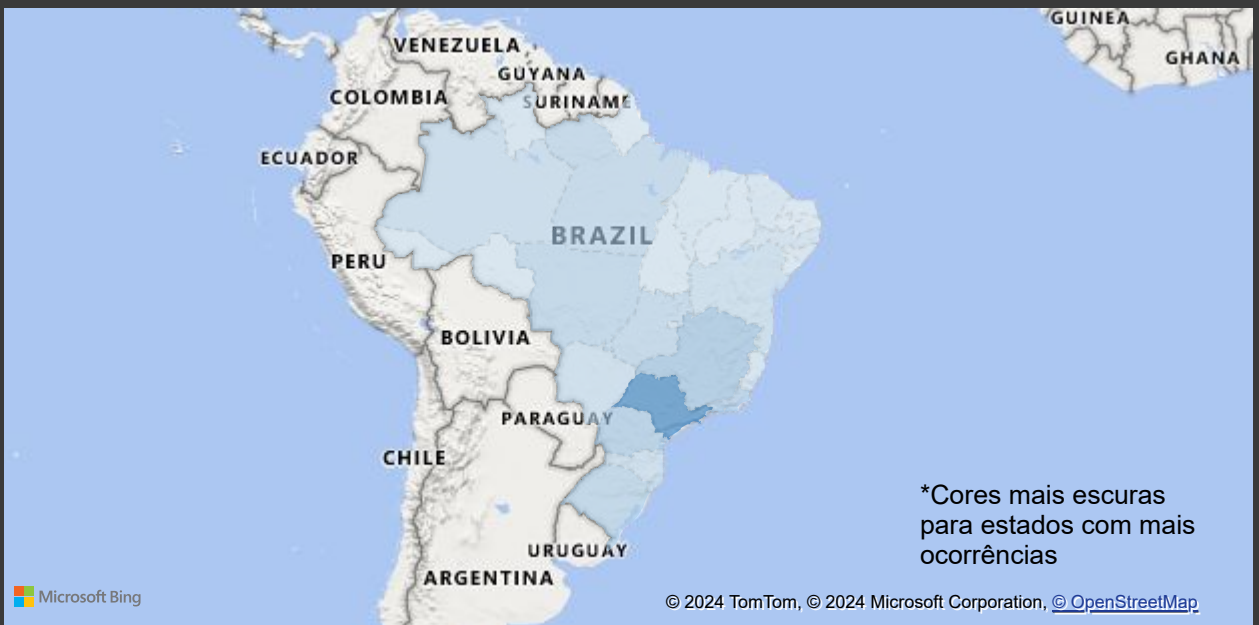 GUINEA
VENEZUELA
GHANA
GUYANA
COLOMBIA
SURINAME
ECUADOR
BRAZIL
PERU
BOLIVIA
PARAGUAY
CHILE
*Cores mais escuras
para estados com mais
ocorrências
URUGUAY
ARGENTINA
Microsoft Bing
© 2024 TomTom, © 2024 Microsoft Corporation, © OpenStreetMap